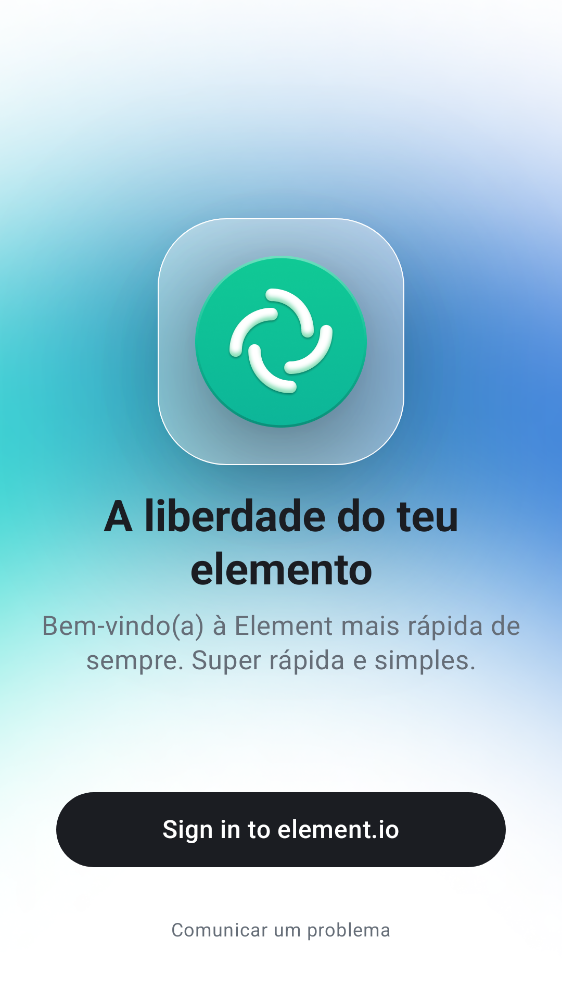 A liberdade do teu
elemento
Bem-vindo(a) à Element mais rápida de
sempre. Super rápida e simples.
Sign in to element.io
Comunicar um problema